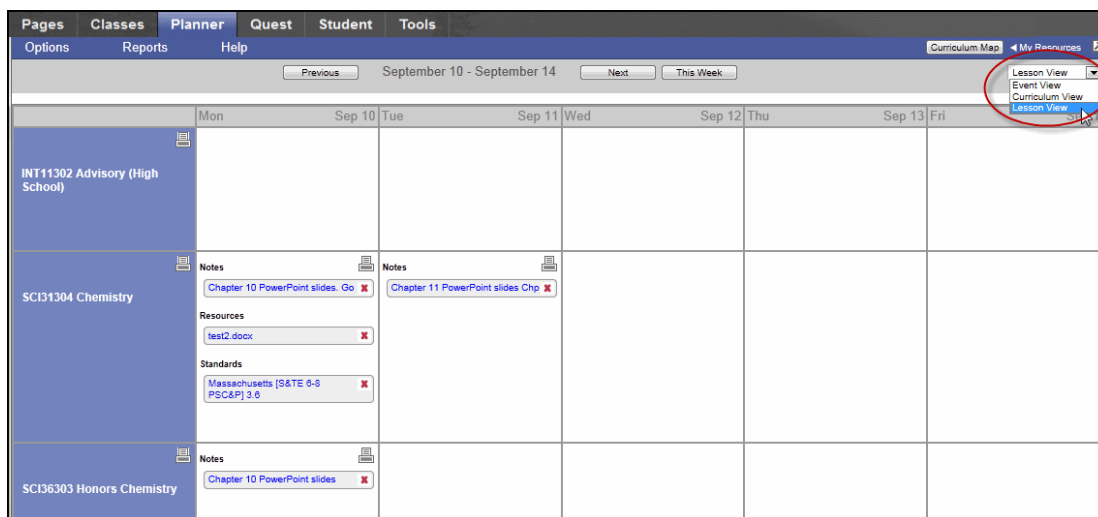 Pages Classes Planner Quest Student Tools
Options Reports Help Curriculum Map My Resources
Previous September 10 - September 14 Next This Week Lesson View
Event View
Curriculum View
Lesson View
Mon Sep 10 Tue Sep 11 Wed Sep 12 Thu Sep 13 Fri
INT11302 Advisory (High
School)
SCI31304 Chemistry
Notes
Chapter 10 PowerPoint slides. Go
Resources
test2.docx
Standards
Massachusetts [S&TE 6-8
PSC&P] 3.6
Notes
Chapter 11 PowerPoint slides Chp
SCI36303 Honors Chemistry
Notes
Chapter 10 PowerPoint slides